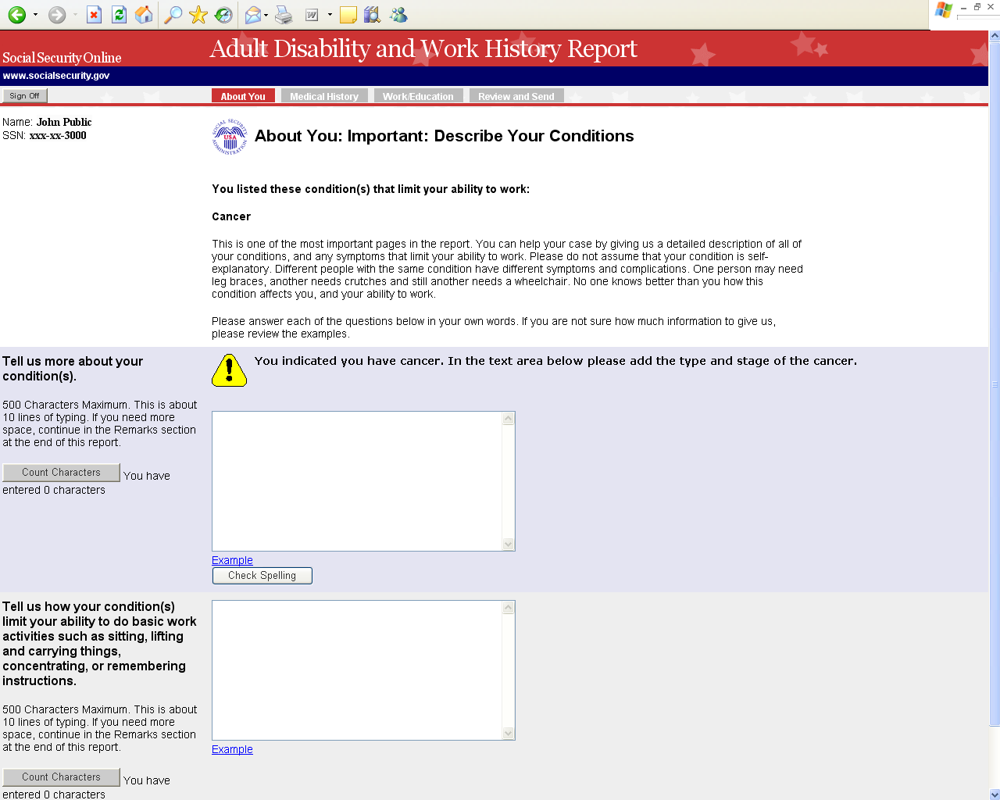 Adult Disability and Work History Report
Social Security Online
www.socialsecurity.gov
Sign Off
About You
Medical History
Work/Education
Review and Send
Name: John Public
SSN: xxx-xx-3000
SOCIAL SECURITY
USA
ADMINISTRATION
About You: Important: Describe Your Conditions
You listed these condition(s) that limit your ability to work:
Cancer
This is one of the most important pages in the report. You can help your case by giving us a detailed description of all of
your conditions, and any symptoms that limit your ability to work. Please do not assume that your condition is self-
explanatory. Different people with the same condition have different symptoms and complications. One person may need
leg braces, another needs crutches and still another needs a wheelchair. No one knows better than you how this
condition affects you, and your ability to work.
Please answer each of the questions below in your own words. If you are not sure how much information to give us,
please review the examples.
Tell us more about your
condition(s).
500 Characters Maximum. This is about
10 lines of typing. If you need more
space, continue in the Remarks section
at the end of this report.
Count Characters You have
entered 0 characters
You indicated you have cancer. In the text area below please add the type and stage of the cancer.
Example
Check Spelling
Tell us how your condition(s)
limit your ability to do basic work
activities such as sitting, lifting
and carrying things,
concentrating, or remembering
instructions.
500 Characters Maximum. This is about
10 lines of typing. If you need more
space, continue in the Remarks section
at the end of this report.
Count Characters You have
entered 0 characters
Example